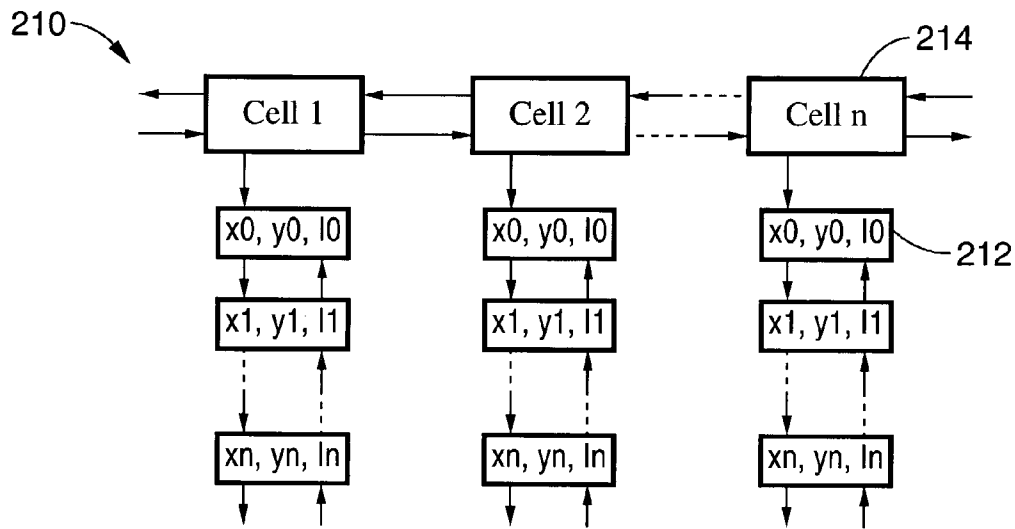 210
214
Cell 1 Cell 2 Cell n
x0, y0, I0 x0, y0, I0 x0, y0, I0
212
x1, y1, I1 x1, y1, I1 x1, y1, I1
xn, yn, In xn, yn, In xn, yn, In